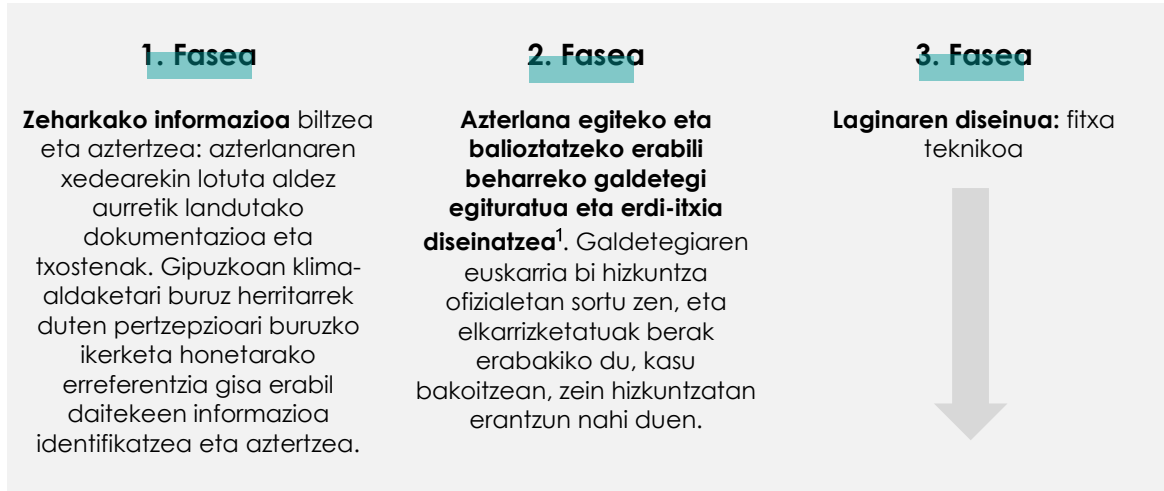 1. Fasea
Zeharkako informazioa biltzea
eta aztertzea: azterlanaren
xedearekin lotuta aldez
aurretik landutako
dokumentazioa eta
txostenak. Gipuzkoan klima-
aldaketari buruz herritarrek
duten pertzepzioari buruzko
ikerketa honetarako
erreferentzia gisa erabil
daitekeen informazioa
identifikatzea eta aztertzea.
2. Fasea
Azterlana egiteko eta
balioztatzeko erabili
beharreko galdetegi
egituratua eta erdi-itxia
diseinatzea¹. Galdetegiaren
euskarria bi hizkuntza
ofizialetan sortu zen, eta
elkarrizketatuak berak
erabakiko du, kasu
bakoitzean, zein hizkuntzatan
erantzun nahi duen.
3. Fasea
Laginaren diseinua: fitxa
teknikoa